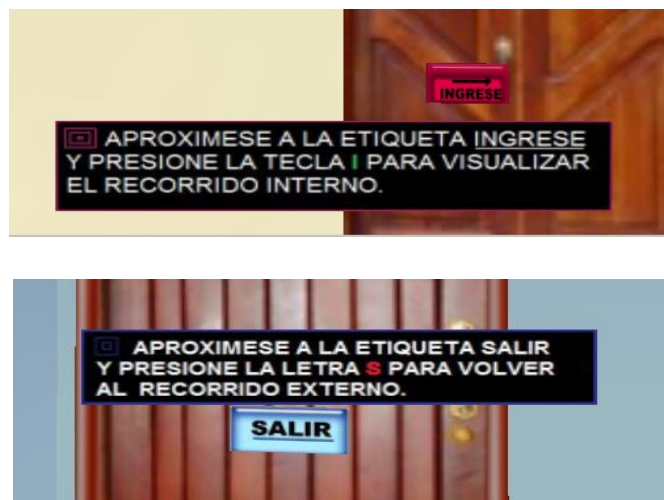 INGRESE
APROXIMESE A LA ETIQUETA INGRESE
Y PRESIONE LA TECLA I PARA VISUALIZAR
EL RECORRIDO INTERNO.
APROXIMESE A LA ETIQUETA SALIR
Y PRESIONE LA LETRA S PARA VOLVER
AL RECORRIDO EXTERNO.
SALIR